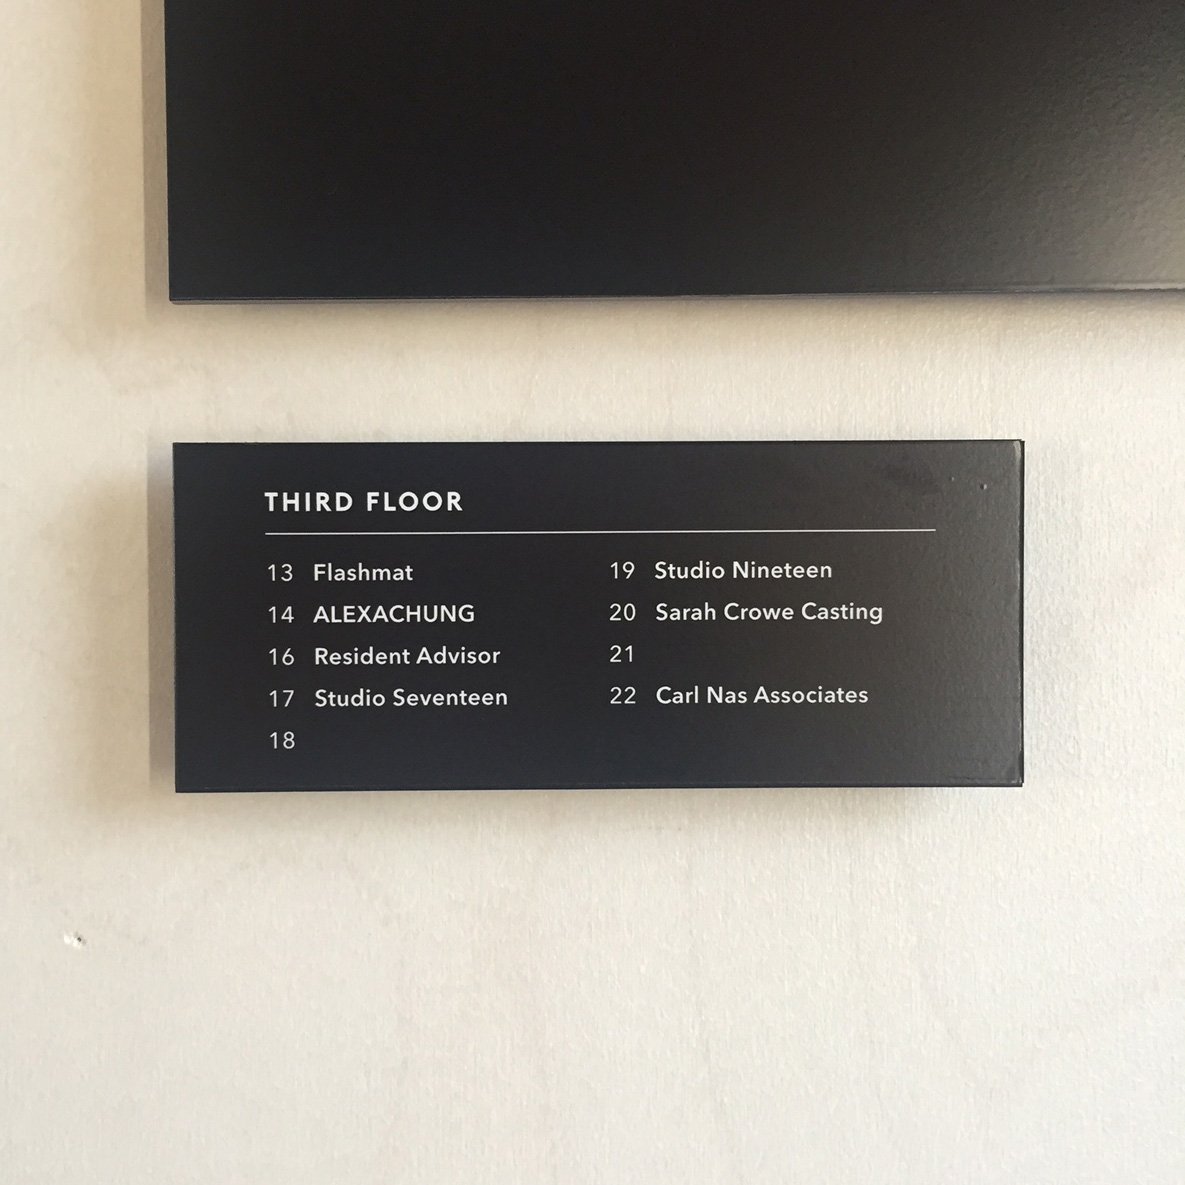 THIRD FLOOR
13 Flashmat
14 ALEXACHUNG
16 Resident Advisor
17 Studio Seventeen
18
19 Studio Nineteen
20 Sarah Crowe Casting
21
22 Carl Nas Associates